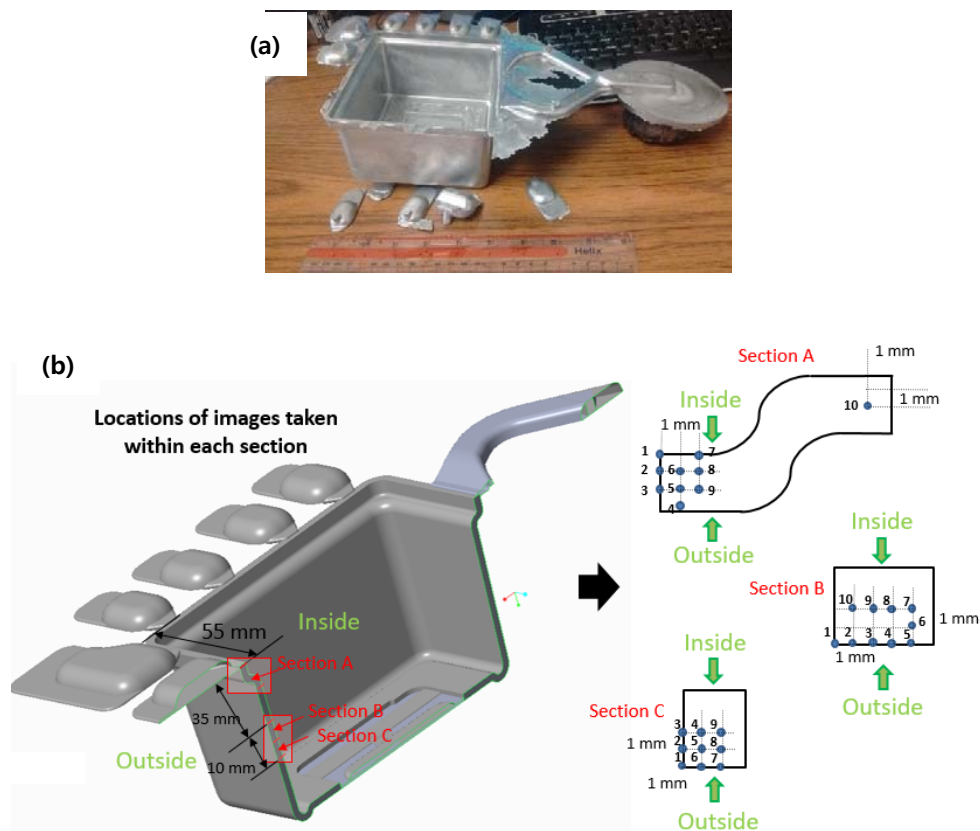 (a)
Helix
(b)
Locations of images taken
within each section
55 mm
Inside
Section A
35 mm
Section B
Section C
10 mm
Outside
Section A
1 mm
1 mm
Inside
1 mm
10
1
7
2
6
8
3
5
9
4
Outside
Inside
Section B
10
9
8
7
6
1 mm
1
2
3
4
5
1 mm
Outside
Inside
Section C
3
4
9
1 mm
2
5
8
1
6
7
1 mm
Outside